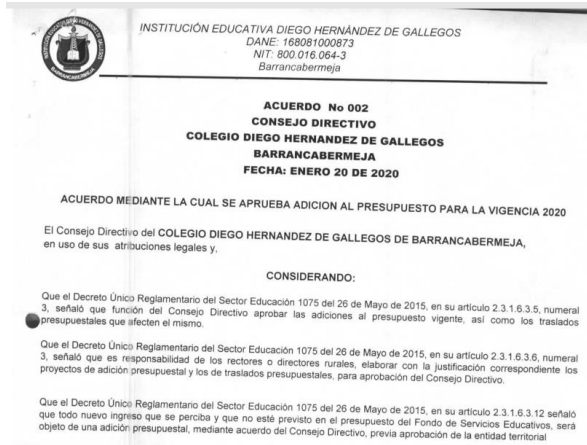 INSTITUCIÓN EDUCATIVA DIEGO HERNÁNDEZ DE GALLEGOS
DANE: 168081000873
NIT: 800.016.064-3
Barrancabermeja
ACUERDO No 002
CONSEJO DIRECTIVO
COLEGIO DIEGO HERNANDEZ DE GALLEGOS
BARRANCABERMEJA
FECHA: ENERO 20 DE 2020
ACUERDO MEDIANTE LA CUAL SE APRUEBA ADICION AL PRESUPUESTO PARA LA VIGENCIA 2020
El Consejo Directivo del COLEGIO DIEGO HERNANDEZ DE GALLEGOS DE BARRANCABERMEJA,
en uso de sus atribuciones legales y,
CONSIDERANDO:
Que el Decreto Único Reglamentario del Sector Educación 1075 del 26 de Mayo de 2015, en su artículo 2.3.1.6.3.5, numeral
3, señaló que función del Consejo Directivo aprobar las adiciones al presupuesto vigente, así como los traslados
presupuestales que afecten el mismo.
Que el Decreto Único Reglamentario del Sector Educación 1075 del 26 de Mayo de 2015, en su artículo 2.3.1.6.3.6, numeral
3, señaló que es responsabilidad de los rectores o directores rurales, elaborar con la justificación correspondiente los
proyectos de adición presupuestal y los de traslados presupuestales, para aprobación del Consejo Directivo.
Que el Decreto Único Reglamentario del Sector Educación 1075 del 26 de Mayo de 2015, en su artículo 2.3.1.6.3.12 señaló
que todo nuevo ingreso que se perciba y que no esté previsto en el presupuesto del Fondo de Servicios Educativos, será
objeto de una adición presupuestal, mediante acuerdo del Consejo Directivo, previa aprobación de la entidad territorial